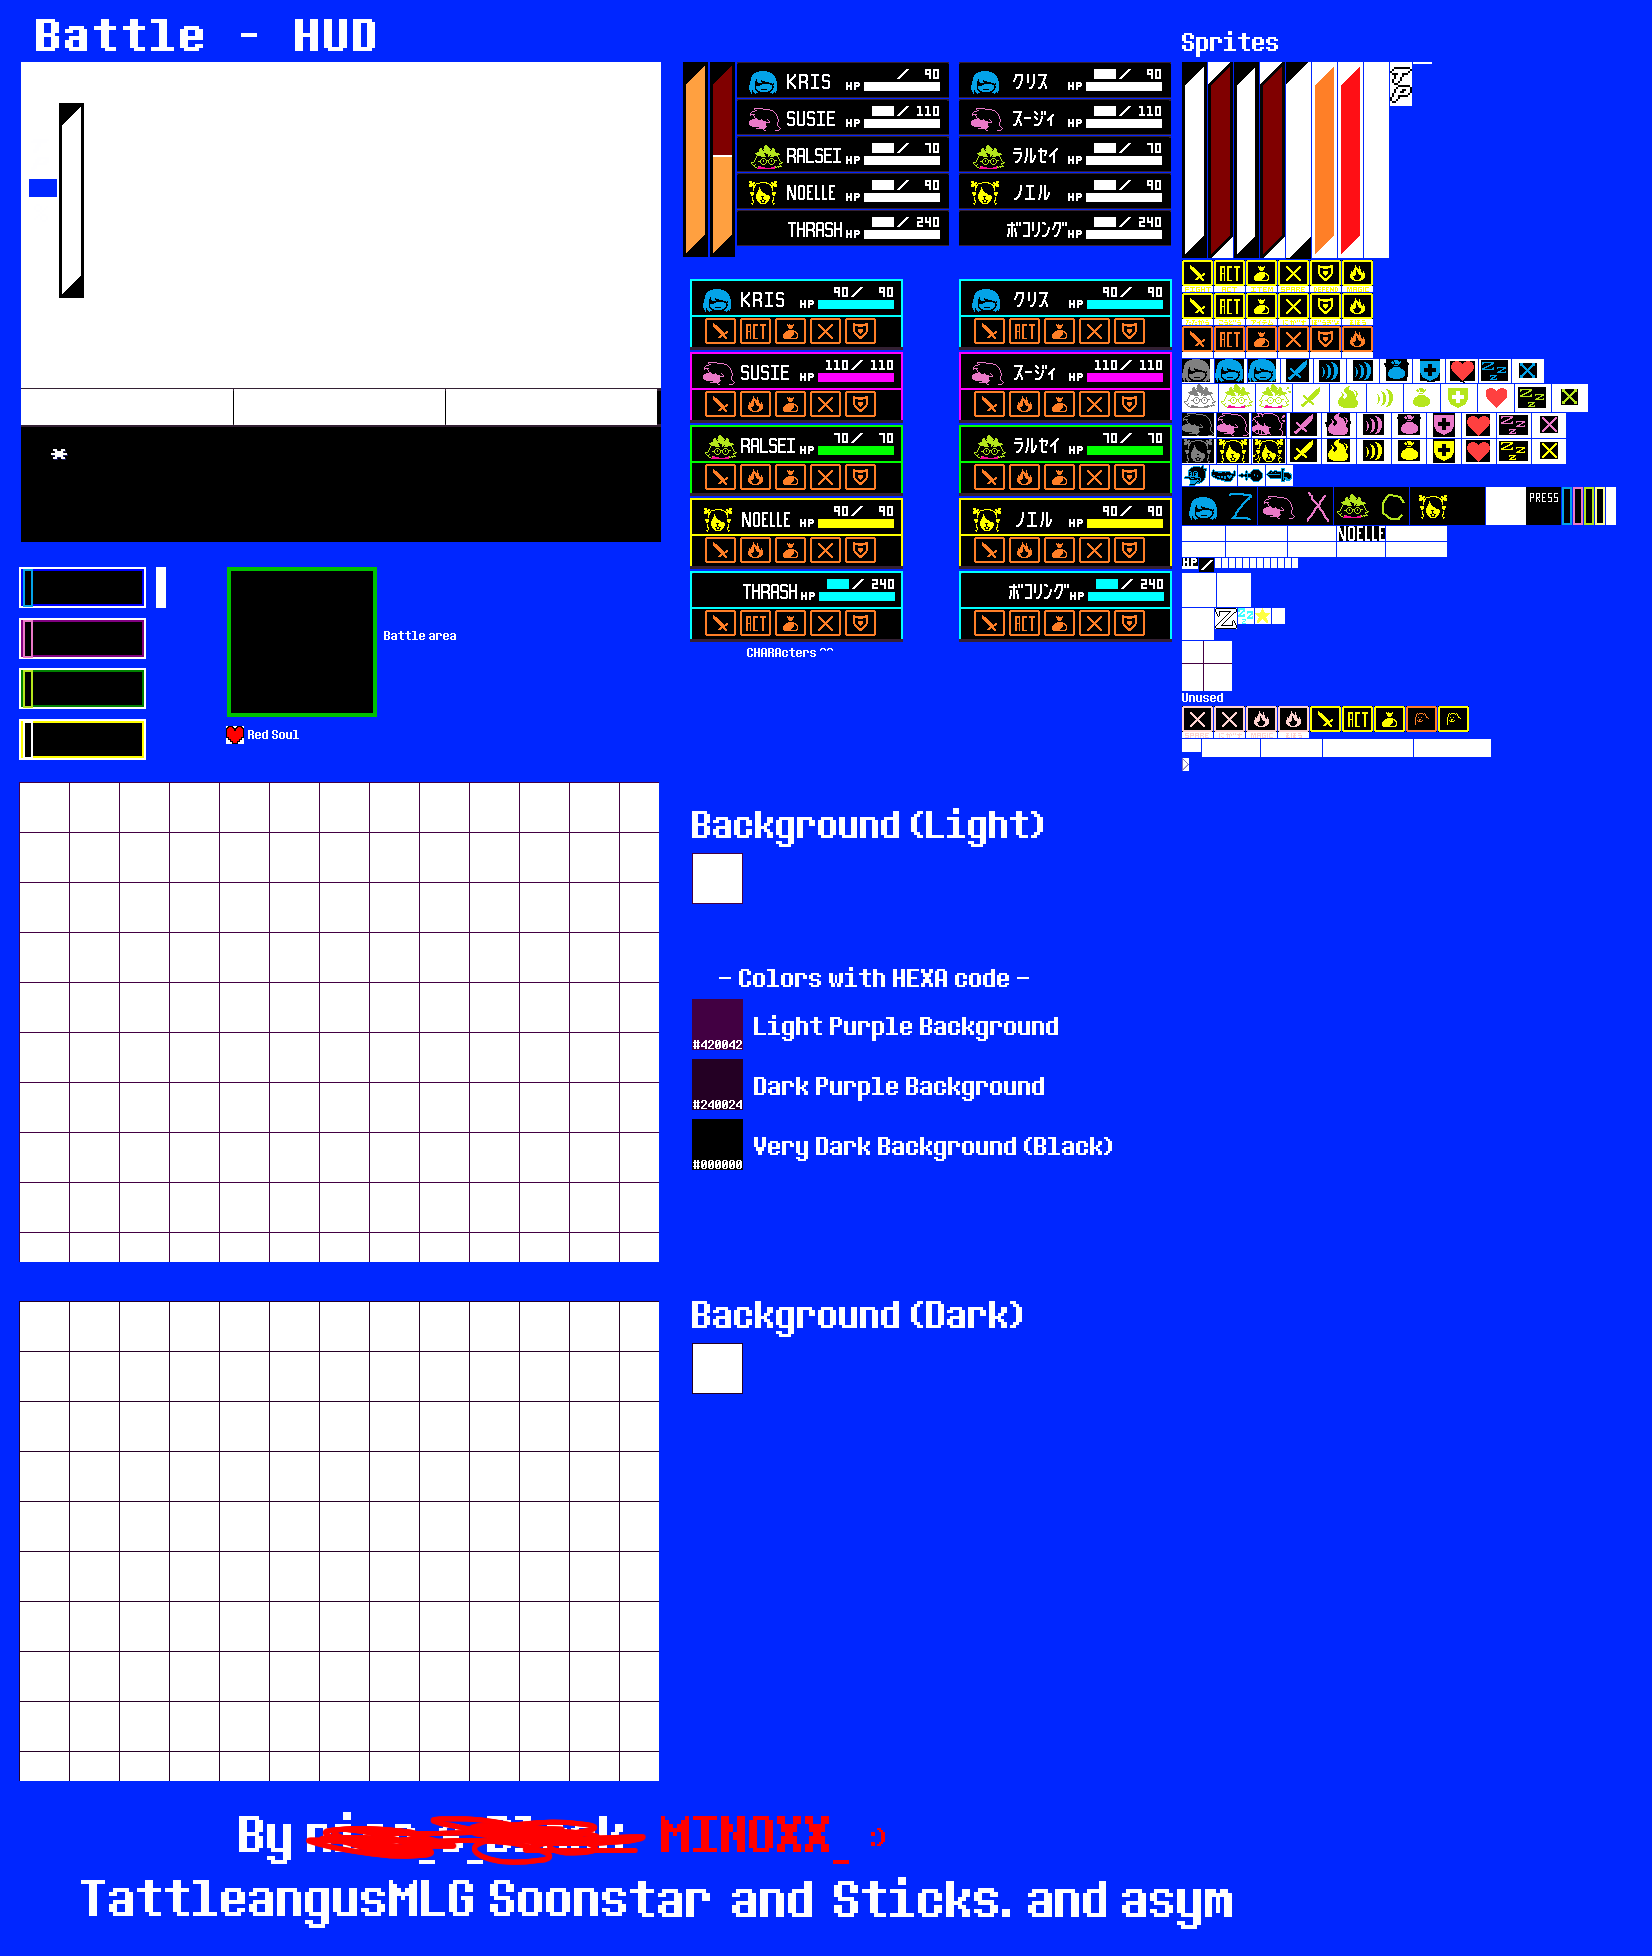 Battle - HUD
Sprites
KRIS HP / 90
SUSIE HP / 110
RALSEI HP / 70
NOELLE HP / 90
THRASH HP / 240
クリス HP / 90
スージィ HP / 110
ラルセイ HP / 70
ノエル HP / 90
ボコリング HP / 240
*
KRIS HP 90 / 90
ACT
SUSIE HP 110 / 110
RALSEI HP 70 / 70
NOELLE HP 90 / 90
THRASH HP / 240
ACT
クリス HP 90 / 90
ACT
スージィ HP 110 / 110
ラルセイ HP 70 / 70
ノエル HP 90 / 90
ボコリング HP / 240
ACT
CHARActers ^^
ACT
ACT
ACT
Z X C PRESS
NOELLE
HP /
Unused
ACT
Battle area
Red Soul
Background (Light)
- Colors with HEXA code -
#420042 Light Purple Background
#240024 Dark Purple Background
#000000 Very Dark Background (Black)
Background (Dark)
By MINOXX_ :)
TattleangusMLG Soonstar and Sticks. and asym